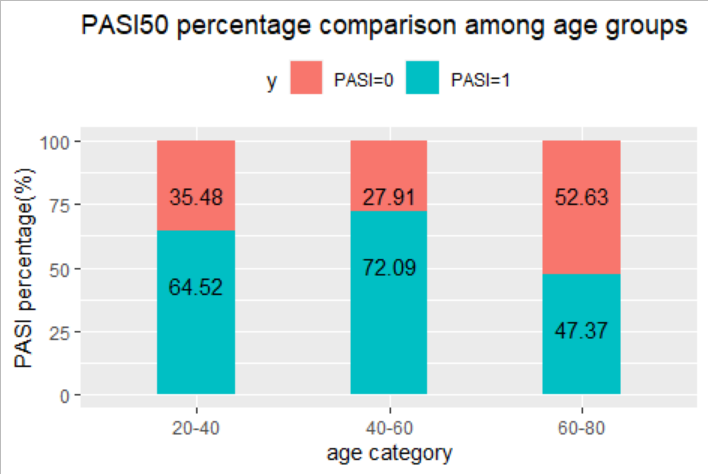 PASI50 percentage comparison among age groups
y PASI=0 PASI=1
PASI percentage(%)
100
75
50
25
0
35.48 27.91 52.63
64.52 72.09 47.37
20-40 40-60 60-80
age category